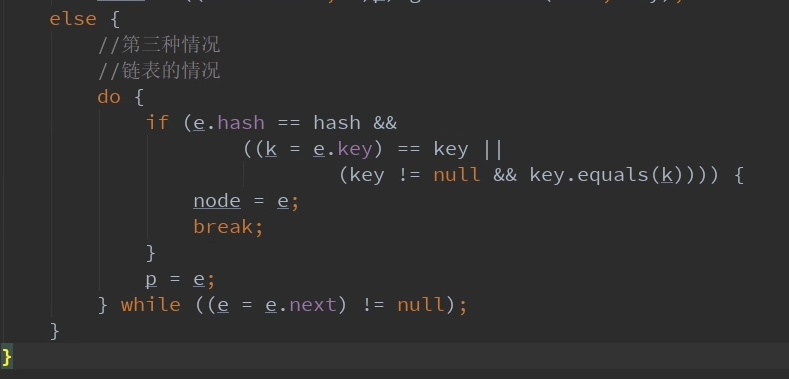 else {
//第三种情况
//链表的情况
do {
if (e.hash == hash &&
((k = e.key) == key ||
(key != null && key.equals(k)))) {
node = e;
break;
}
p = e;
} while ((e = e.next) != null);
}
}